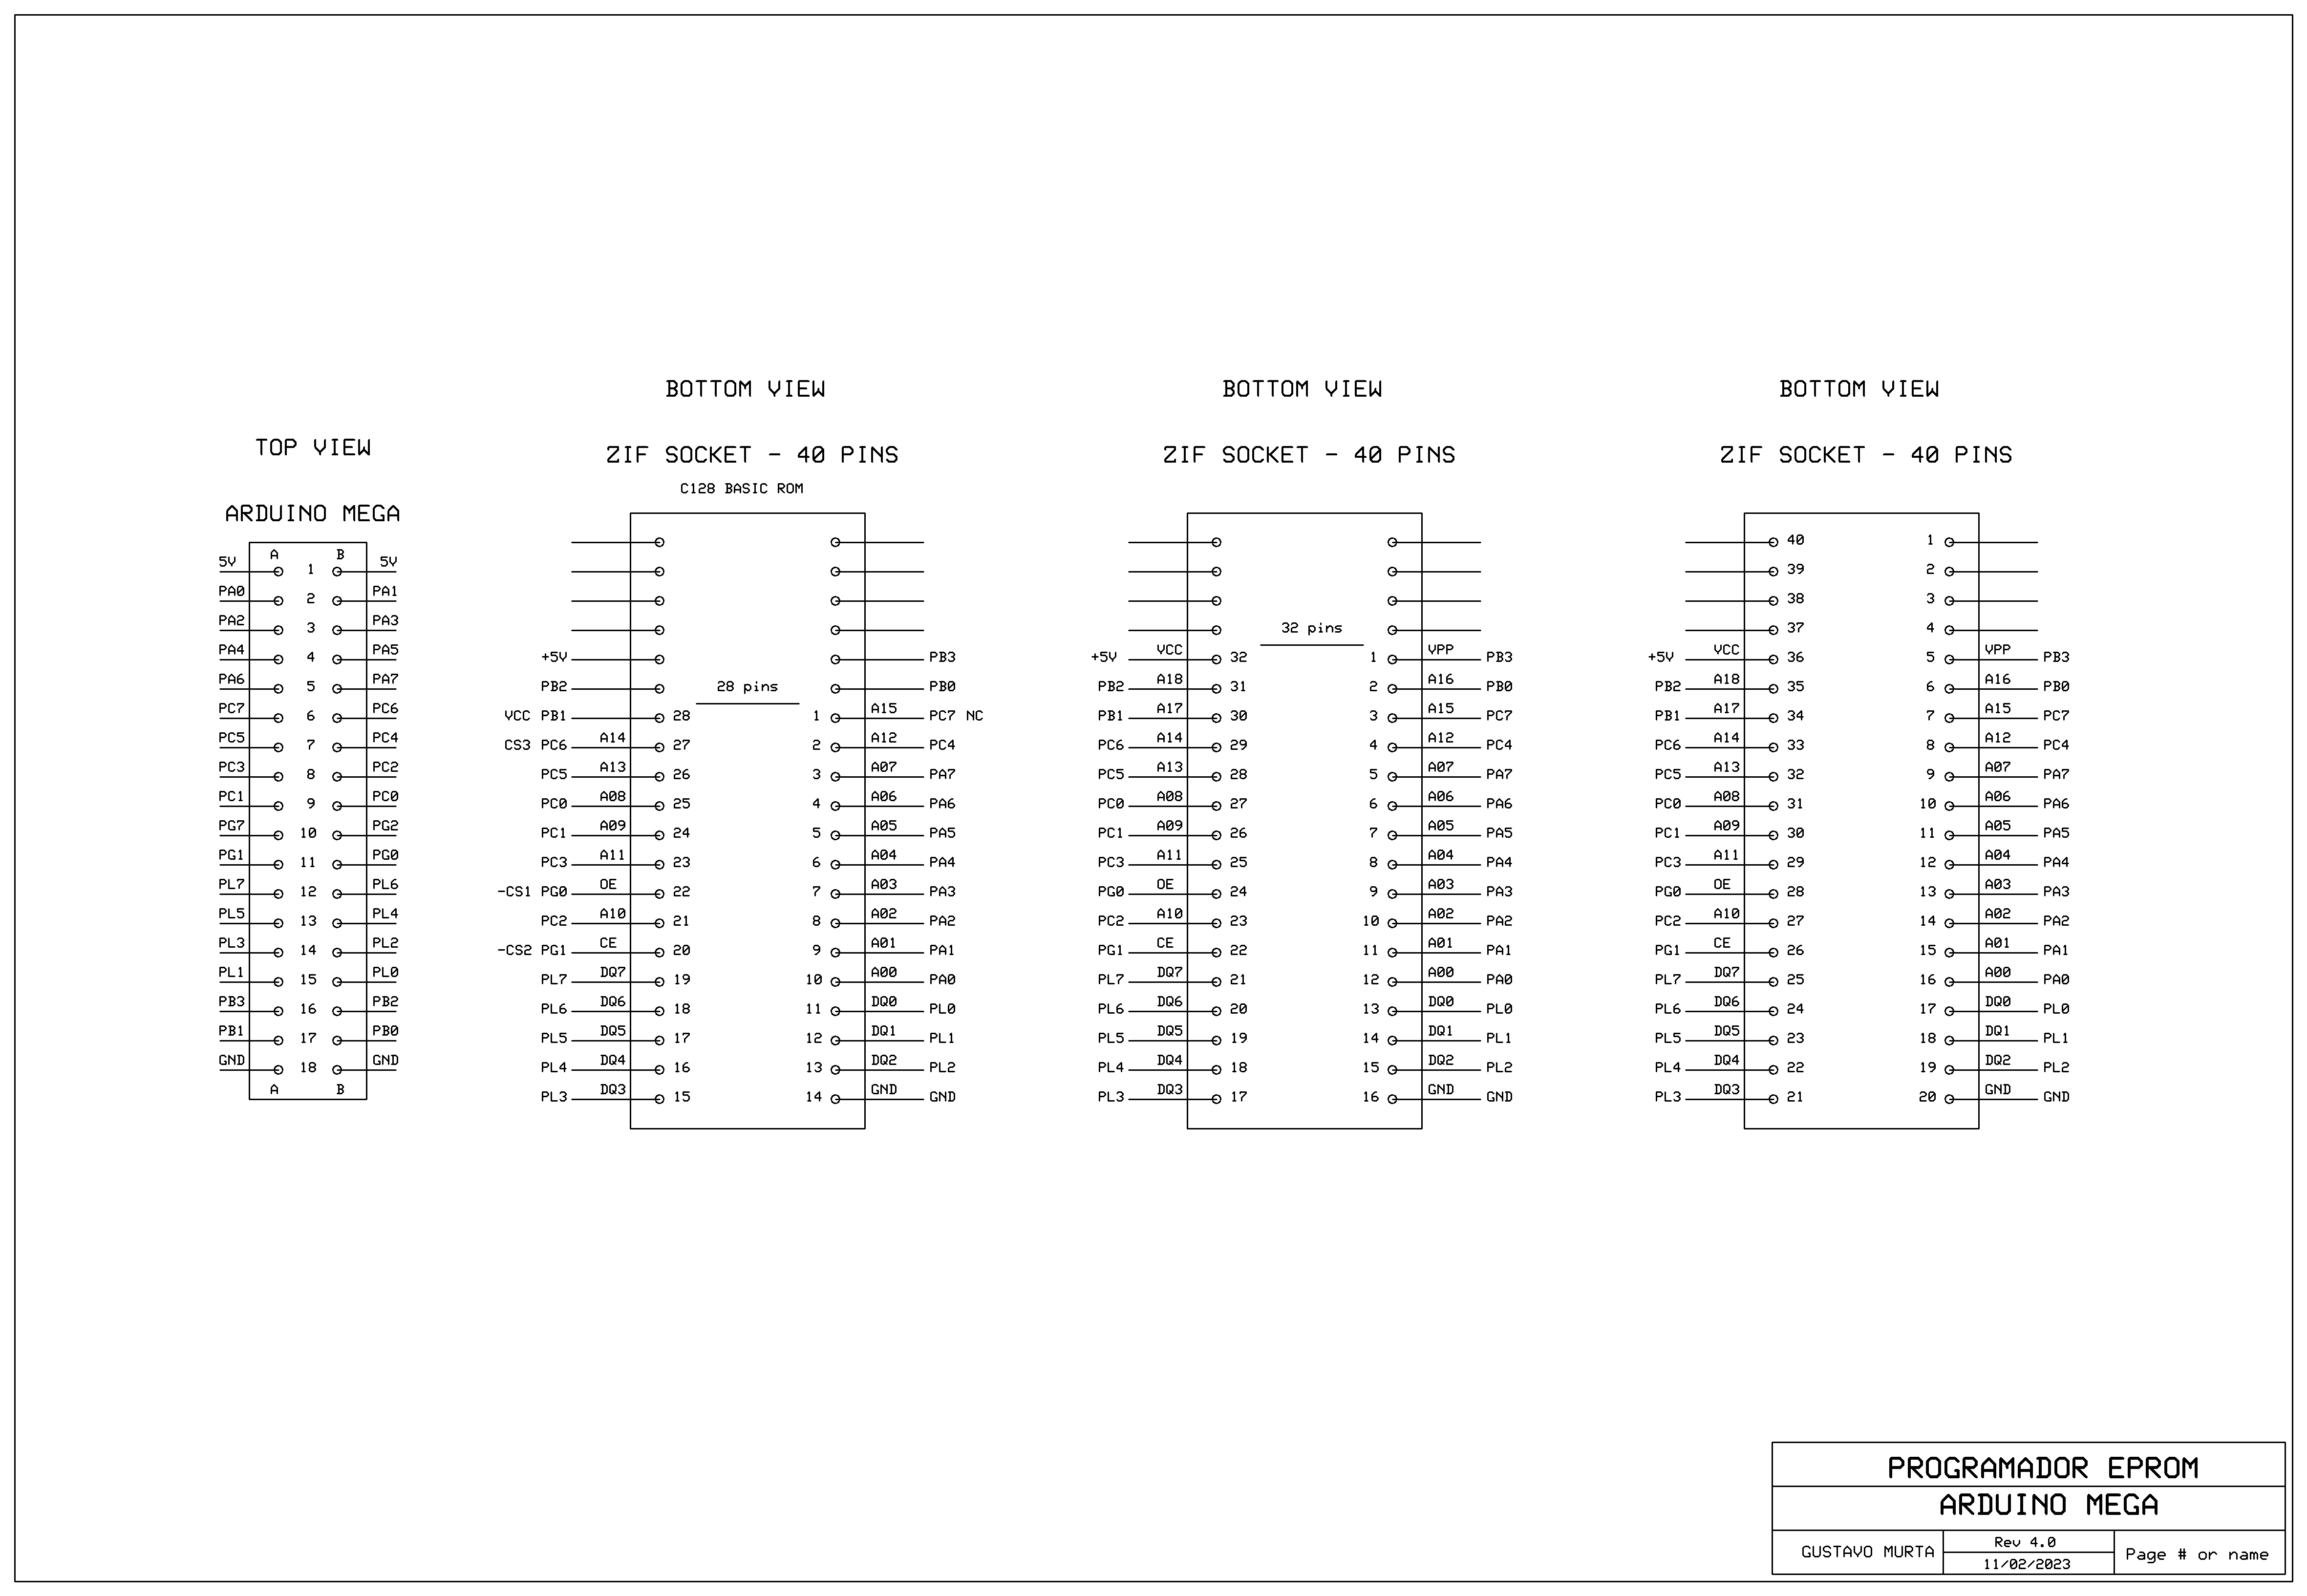 BOTTOM VIEW BOTTOM VIEW BOTTOM VIEW
TOP VIEW
ZIF SOCKET - 40 PINS ZIF SOCKET - 40 PINS ZIF SOCKET - 40 PINS
C128 BASIC ROM
ARDUINO MEGA
A B
5V 1 5V
PA0 2 PA1
PA2 3 PA3
PA4 4 PA5
PA6 5 PA7
PC7 6 PC6
PC5 7 PC4
PC3 8 PC2
PC1 9 PC0
PG7 10 PG2
PG1 11 PG0
PL7 12 PL6
PL5 13 PL4
PL3 14 PL2
PL1 15 PL0
PB3 16 PB2
PB1 17 PB0
GND 18 GND
A B
+5V PB3
PB2 28 pins PB0
VCC PB1 28 1 A15 PC7 NC
CS3 PC6 A14 27 2 A12 PC4
PC5 A13 26 3 A07 PA7
PC0 A08 25 4 A06 PA6
PC1 A09 24 5 A05 PA5
PC3 A11 23 6 A04 PA4
-CS1 PG0 OE 22 7 A03 PA3
PC2 A10 21 8 A02 PA2
-CS2 PG1 CE 20 9 A01 PA1
PL7 DQ7 19 10 A00 PA0
PL6 DQ6 18 11 DQ0 PL0
PL5 DQ5 17 12 DQ1 PL1
PL4 DQ4 16 13 DQ2 PL2
PL3 DQ3 15 14 GND GND
32 pins
+5V VCC 32 1 VPP PB3
PB2 A18 31 2 A16 PB0
PB1 A17 30 3 A15 PC7
PC6 A14 29 4 A12 PC4
PC5 A13 28 5 A07 PA7
PC0 A08 27 6 A06 PA6
PC1 A09 26 7 A05 PA5
PC3 A11 25 8 A04 PA4
PG0 OE 24 9 A03 PA3
PC2 A10 23 10 A02 PA2
PG1 CE 22 11 A01 PA1
PL7 DQ7 21 12 A00 PA0
PL6 DQ6 20 13 DQ0 PL0
PL5 DQ5 19 14 DQ1 PL1
PL4 DQ4 18 15 DQ2 PL2
PL3 DQ3 17 16 GND GND
40 1
39 2
38 3
37 4
+5V VCC 36 5 VPP PB3
PB2 A18 35 6 A16 PB0
PB1 A17 34 7 A15 PC7
PC6 A14 33 8 A12 PC4
PC5 A13 32 9 A07 PA7
PC0 A08 31 10 A06 PA6
PC1 A09 30 11 A05 PA5
PC3 A11 29 12 A04 PA4
PG0 OE 28 13 A03 PA3
PC2 A10 27 14 A02 PA2
PG1 CE 26 15 A01 PA1
PL7 DQ7 25 16 A00 PA0
PL6 DQ6 24 17 DQ0 PL0
PL5 DQ5 23 18 DQ1 PL1
PL4 DQ4 22 19 DQ2 PL2
PL3 DQ3 21 20 GND GND
PROGRAMADOR EPROM
ARDUINO MEGA
GUSTAVO MURTA
Rev 4.0
11/02/2023
Page # or name